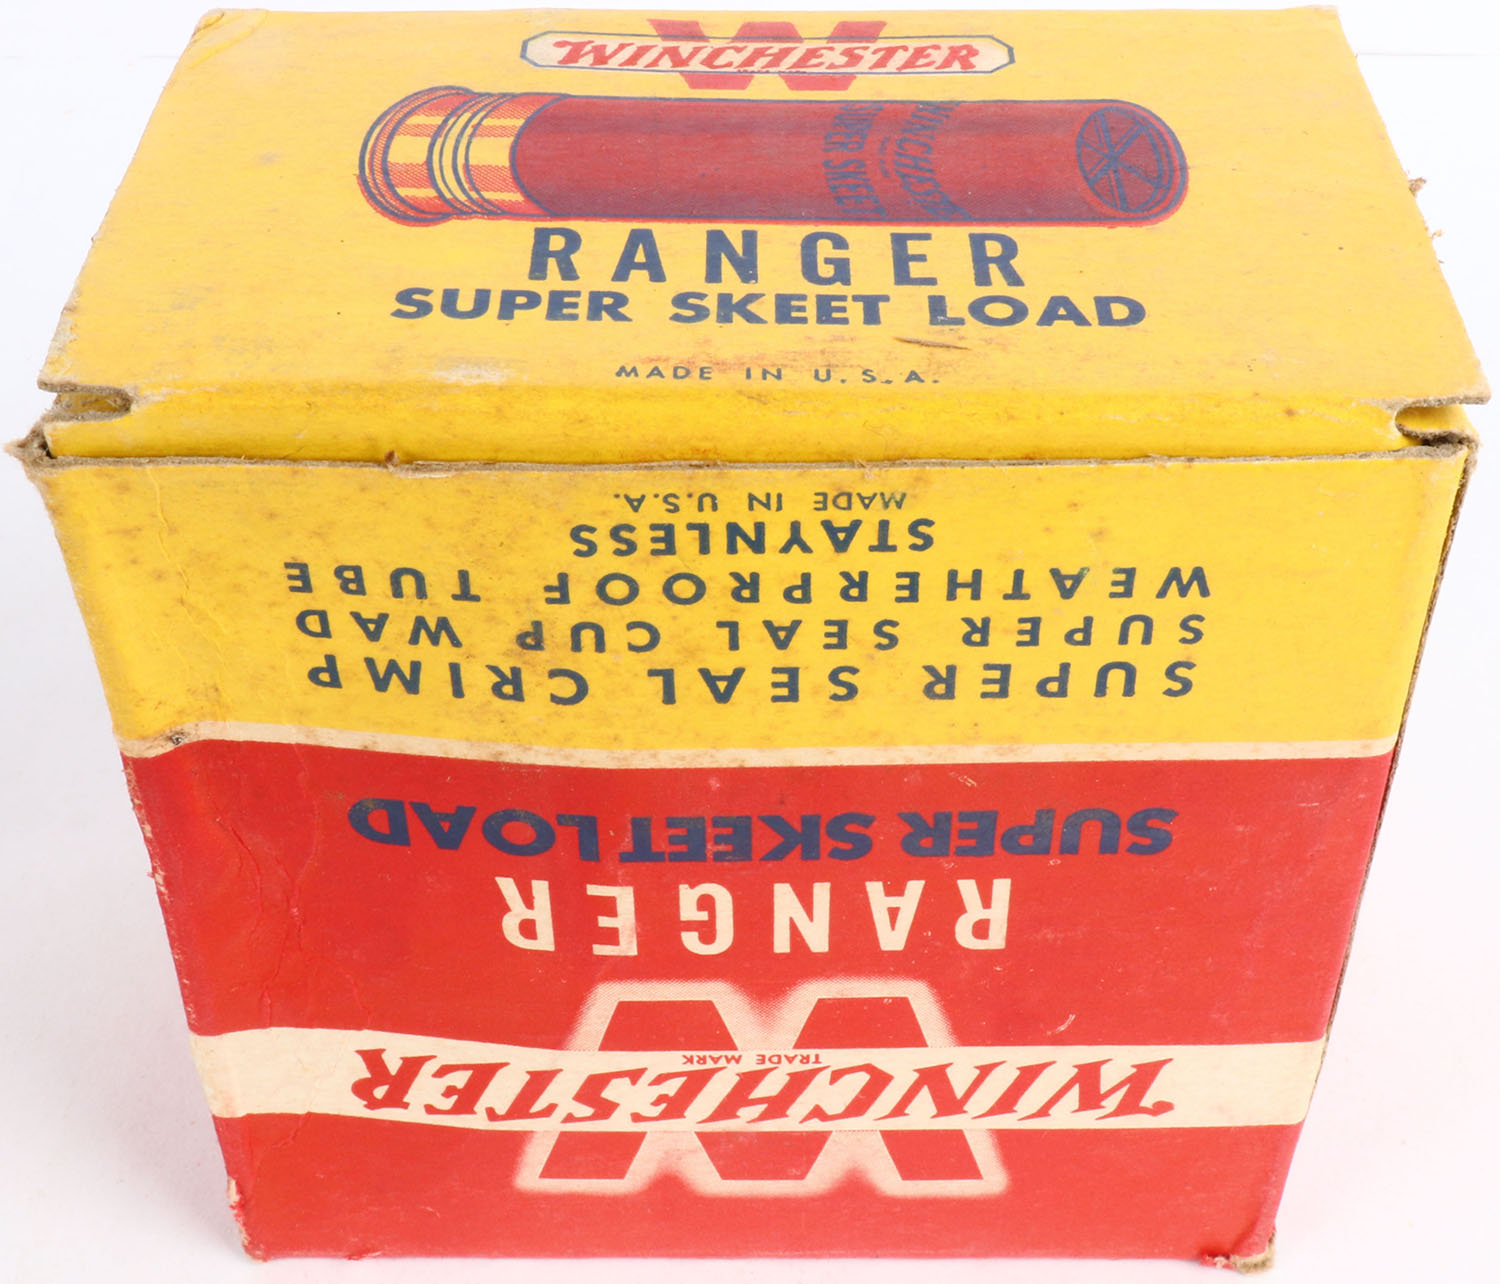 WINCHESTER
WINCHESTER
SUPER SKEET
RANGER
SUPER SKEET LOAD
MADE IN U.S.A.
WINCHESTER
TRADE MARK
RANGER
SUPER SKEET LOAD
SUPER SEAL CRIMP
SUPER SEAL CUP WAD
WEATHERPROOF TUBE
STAYNLESS
MADE IN U.S.A.